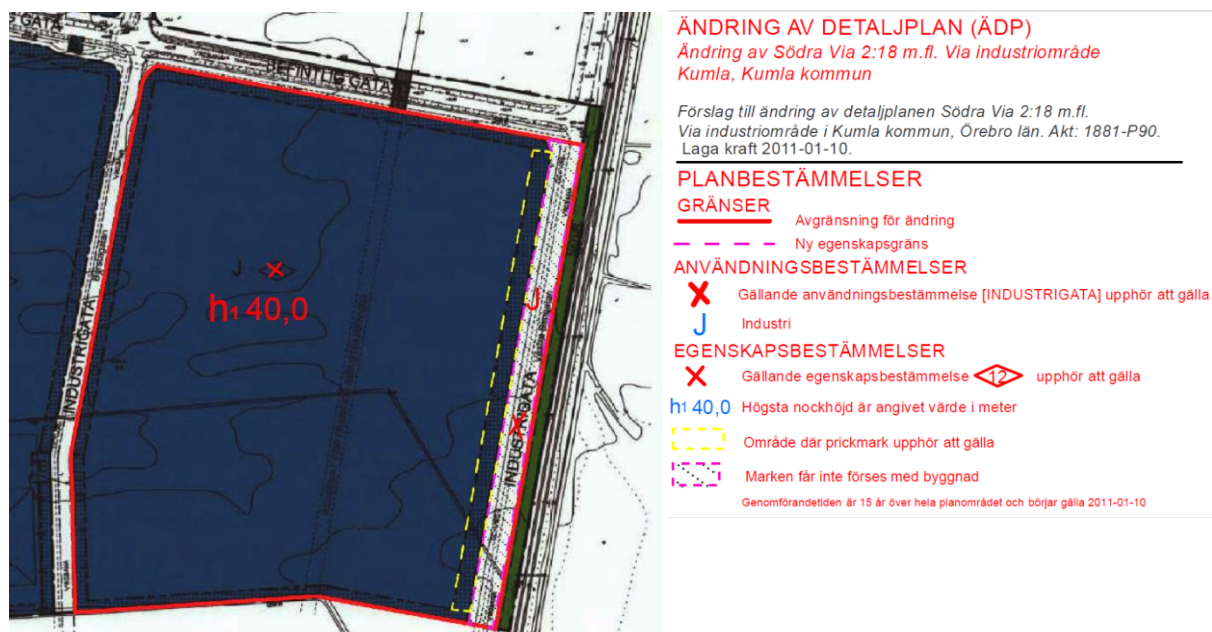 GATA
BEFINTLIG GATA
J
h1 40,0
J
INDUSTRIGATA
INDUSTRIGATA
ÄNDRING AV DETALJPLAN (ÄDP)
Ändring av Södra Via 2:18 m.fl. Via industriområde
Kumla, Kumla kommun
Förslag till ändring av detaljplanen Södra Via 2:18 m.fl.
Via industriområde i Kumla kommun, Örebro län. Akt: 1881-P90.
Laga kraft 2011-01-10.
PLANBESTÄMMELSER
GRÄNSER
Avgränsning för ändring
Ny egenskapsgräns
ANVÄNDNINGSBESTÄMMELSER
Gällande användningsbestämmelse [INDUSTRIGATA] upphör att gälla
J Industri
EGENSKAPSBESTÄMMELSER
Gällande egenskapsbestämmelse 12 upphör att gälla
h1 40,0 Högsta nockhöjd är angivet värde i meter
Område där prickmark upphör att gälla
Marken får inte förses med byggnad
Genomförandetiden är 15 år över hela planområdet och börjar gälla 2011-01-10